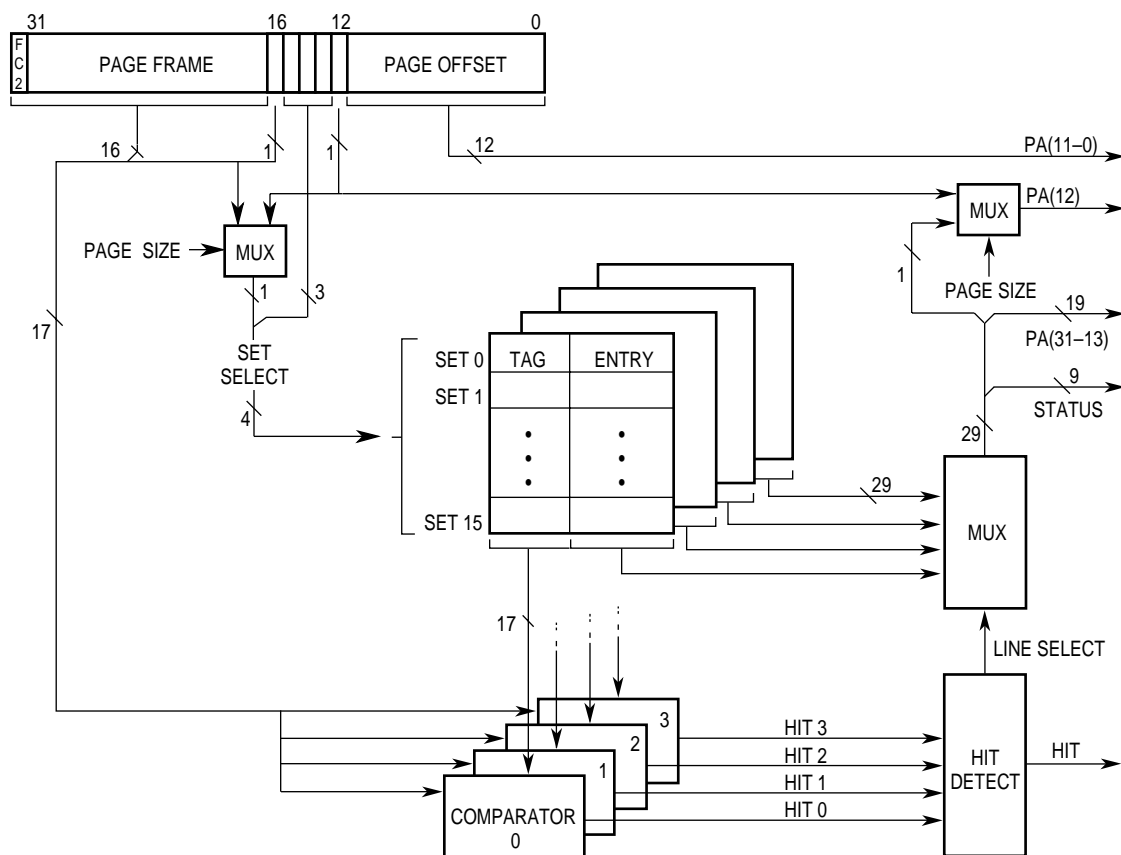 31 16 12 0
F
C
2
PAGE FRAME
PAGE OFFSET
16 1 1 12
PA(11–0)
MUX
PA(12)
PAGE SIZE
MUX
1
PAGE SIZE
1 3
17
19
PA(31–13)
SET
SELECT
SET 0 TAG ENTRY
SET 1
9
STATUS
4
29
29
SET 15
MUX
17
LINE SELECT
3
2
1
COMPARATOR
0
HIT 3
HIT 2
HIT 1
HIT 0
HIT
DETECT
HIT